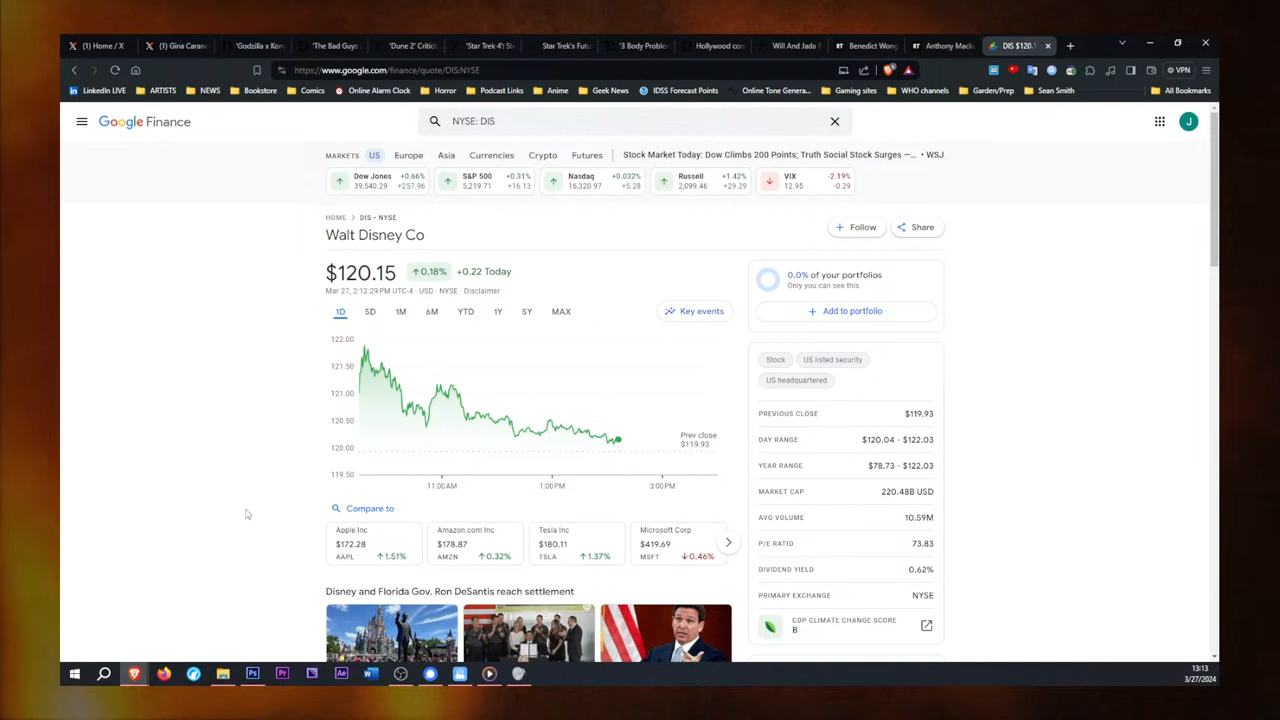 (1) Home / X
(1) Gina Caran
'Godzilla x Kon
'The Bad Guys
'Dune 2' Critic
'Star Trek 4': St
Star Trek's Futu
'3 Body Proble
Hollywood con
Will And Jada P
Benedict Wong
Anthony Mack
DIS $120.1
https://www.google.com/finance/quote/DIS:NYSE
VPN
LinkedIn LIVE
ARTISTS
NEWS
Bookstore
Comics
Online Alarm Clock
Horror
Podcast Links
Anime
Geek News
IDSS Forecast Points
Online Tone Genera...
Gaming sites
WHO channels
Garden/Prep
Sean Smith
All Bookmarks
Google Finance
NYSE: DIS
J
MARKETS US Europe Asia Currencies Crypto Futures
Stock Market Today: Dow Climbs 200 Points; Truth Social Stock Surges —... • WSJ
Dow Jones +0.66%
39,540.29 +257.96
S&P 500 +0.31%
5,219.71 +16.13
Nasdaq +0.032%
16,320.97 +5.28
Russell +1.42%
2,099.46 +29.29
VIX -2.19%
12.95 -0.29
HOME > DIS • NYSE
Walt Disney Co
Follow
Share
$120.15 ↑0.18% +0.22 Today
Mar 27, 2:12:29 PM UTC-4 · USD · NYSE · Disclaimer
1D 5D 1M 6M YTD 1Y 5Y MAX
Key events
122.00
121.50
121.00
120.50
120.00
119.50
Prev close
$119.93
11:00 AM 1:00 PM 3:00 PM
Compare to
Apple Inc
$172.28
AAPL ↑1.51%
Amazon.com Inc
$178.87
AMZN ↑0.32%
Tesla Inc
$180.11
TSLA ↑1.37%
Microsoft Corp
$419.69
MSFT ↓0.46%
Disney and Florida Gov. Ron DeSantis reach settlement
0.0% of your portfolios
Only you can see this
+ Add to portfolio
Stock
US listed security
US headquartered
PREVIOUS CLOSE $119.93
DAY RANGE $120.04 - $122.03
YEAR RANGE $78.73 - $122.03
MARKET CAP 220.48B USD
AVG VOLUME 10.59M
P/E RATIO 73.83
DIVIDEND YIELD 0.62%
PRIMARY EXCHANGE NYSE
CDP CLIMATE CHANGE SCORE
B
13:13
3/27/2024